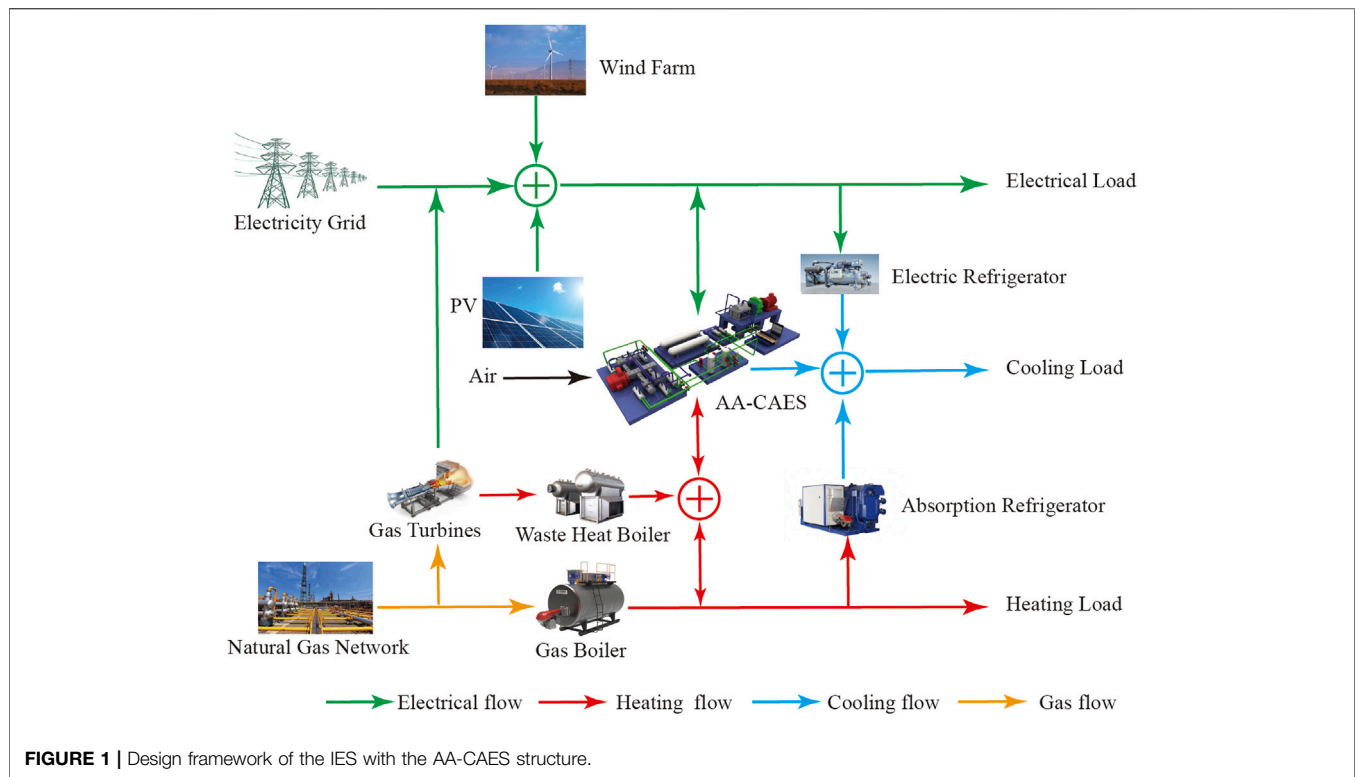 Wind Farm
Electricity Grid
Electrical Load
PV
Electric Refrigerator
Air
AA-CAES
Cooling Load
Gas Turbines
Waste Heat Boiler
Absorption Refrigerator
Natural Gas Network
Gas Boiler
Heating Load
Electrical flow
Heating flow
Cooling flow
Gas flow
FIGURE 1 | Design framework of the IES with the AA-CAES structure.